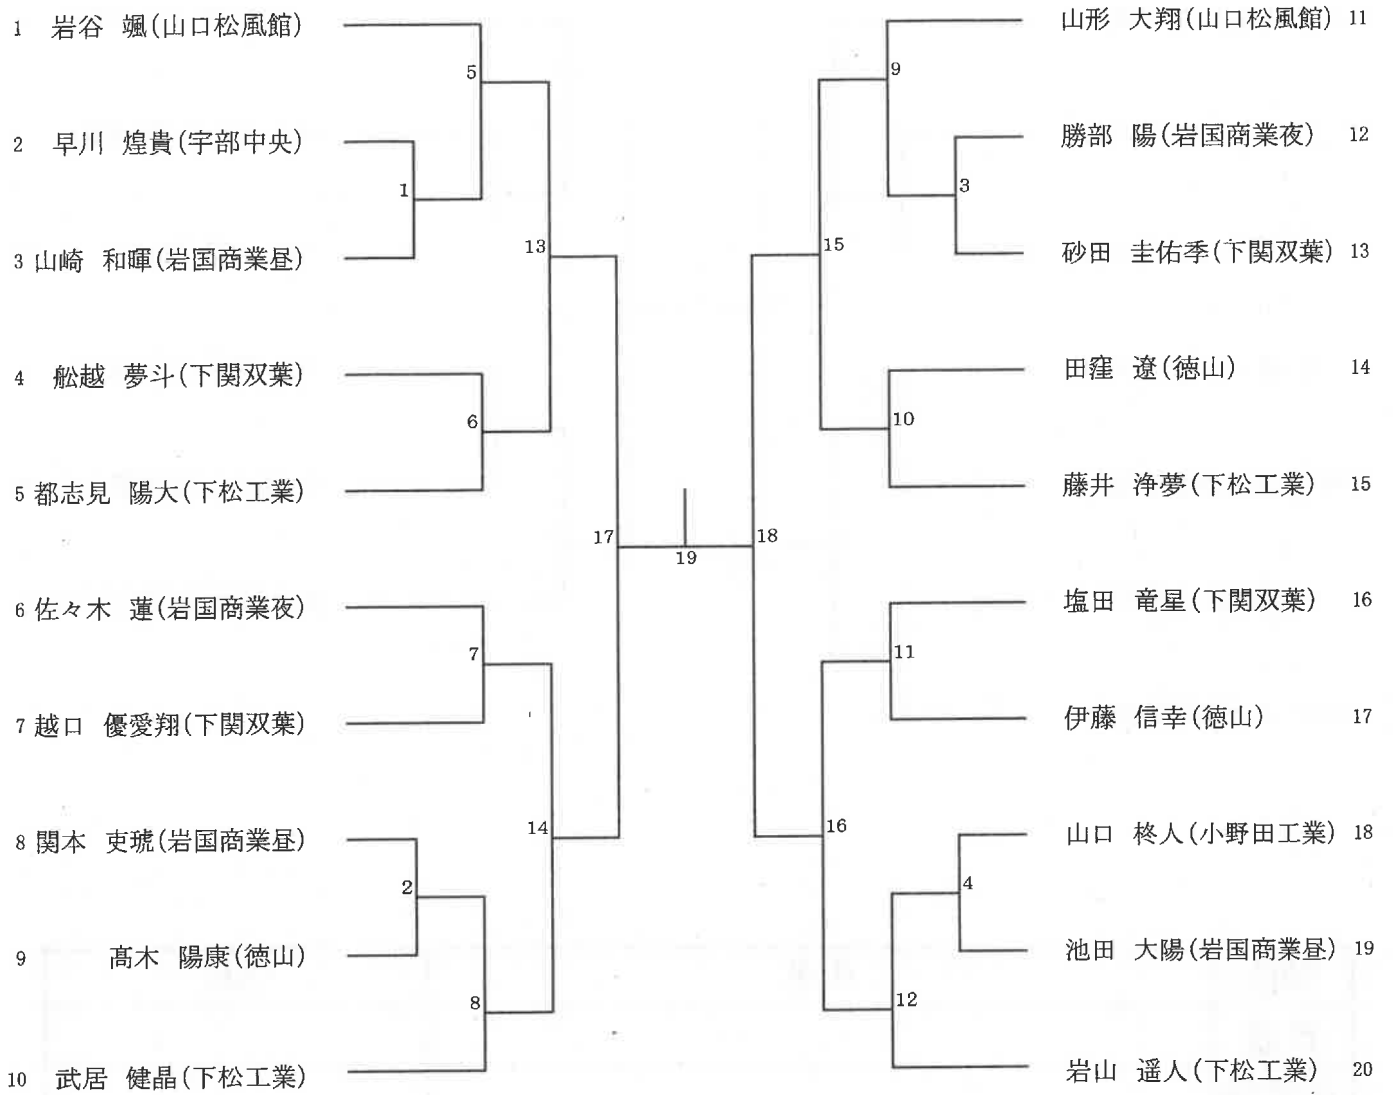 1 岩谷 颯(山口松風館)
2 早川 煌貴(宇部中央)
3 山崎 和暉(岩国商業昼)
4 舩越 夢斗(下関双葉)
5 都志見 陽大(下松工業)
6 佐々木 蓮(岩国商業夜)
7 越口 優愛翔(下関双葉)
8 関本 吏琥(岩国商業昼)
9 髙木 陽康(徳山)
10 武居 健晶(下松工業)
5
1
13
6
17
7
14
2
8
19
9
3
15
10
18
11
16
4
12
山形 大翔(山口松風館) 11
勝部 陽(岩国商業夜) 12
砂田 圭佑季(下関双葉) 13
田窪 遼(徳山) 14
藤井 浄夢(下松工業) 15
塩田 竜星(下関双葉) 16
伊藤 信幸(徳山) 17
山口 柊人(小野田工業) 18
池田 大陽(岩国商業昼) 19
岩山 遥人(下松工業) 20